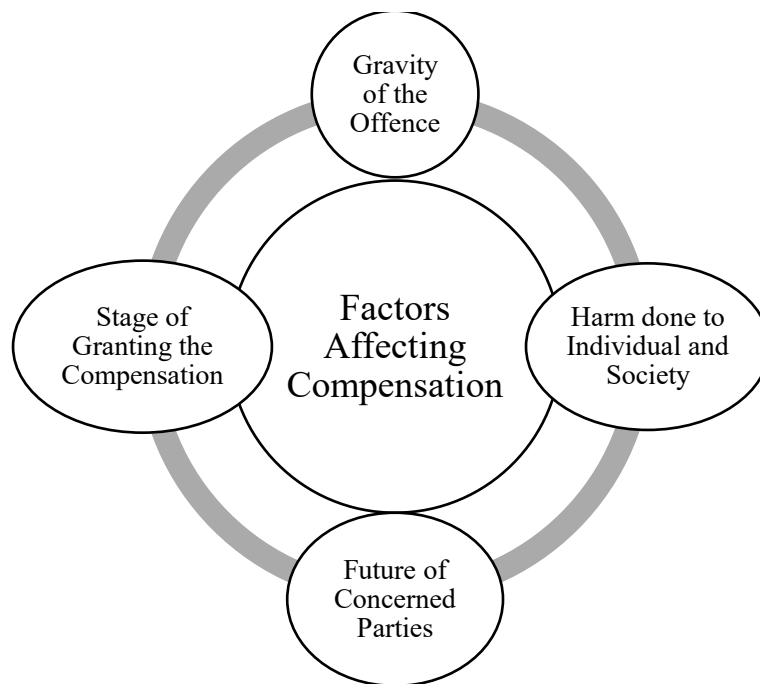 Gravity
of the
Offence
Stage of
Granting the
Compensation
Factors
Affecting
Compensation
Harm done to
Individual and
Society
Future of
Concerned
Parties